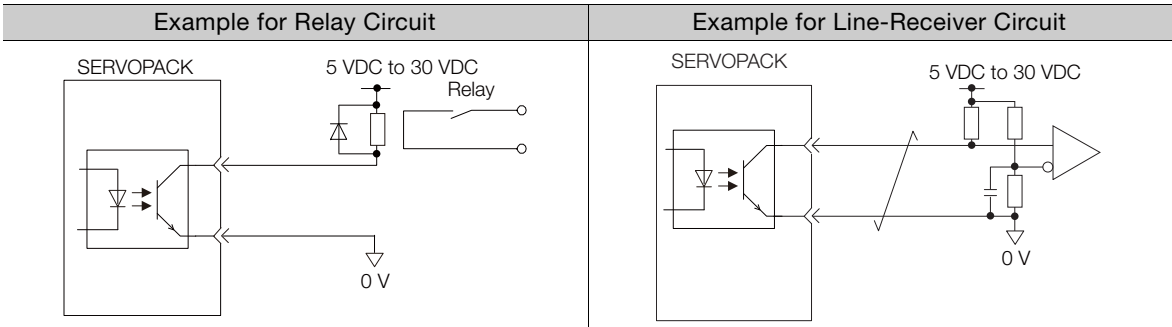 Example for Relay Circuit
Example for Line-Receiver Circuit
SERVOPACK
5 VDC to 30 VDC
Relay
0 V
SERVOPACK
5 VDC to 30 VDC
0 V